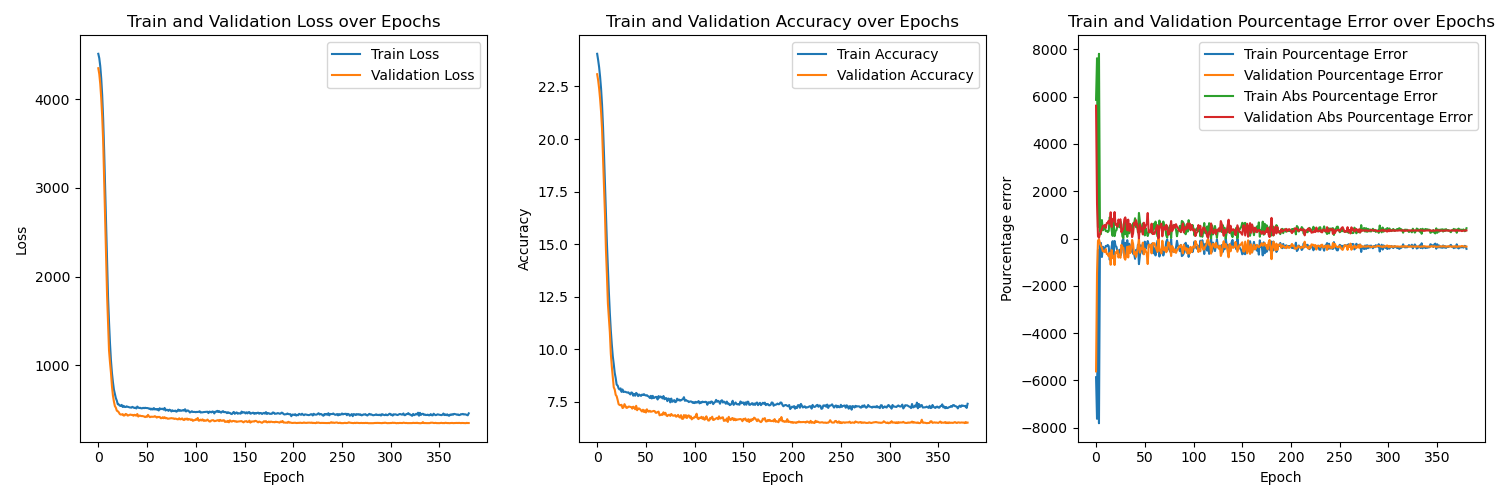 Train and Validation Loss over Epochs
Train Loss
Validation Loss
Loss
4000
3000
2000
1000
0
50
100
150
200
250
300
350
Epoch
Train and Validation Accuracy over Epochs
Train Accuracy
Validation Accuracy
Accuracy
22.5
20.0
17.5
15.0
12.5
10.0
7.5
0
50
100
150
200
250
300
350
Epoch
Train and Validation Pourcentage Error over Epochs
Train Pourcentage Error
Validation Pourcentage Error
Train Abs Pourcentage Error
Validation Abs Pourcentage Error
Pourcentage error
8000
6000
4000
2000
0
−2000
−4000
−6000
−8000
0
50
100
150
200
250
300
350
Epoch